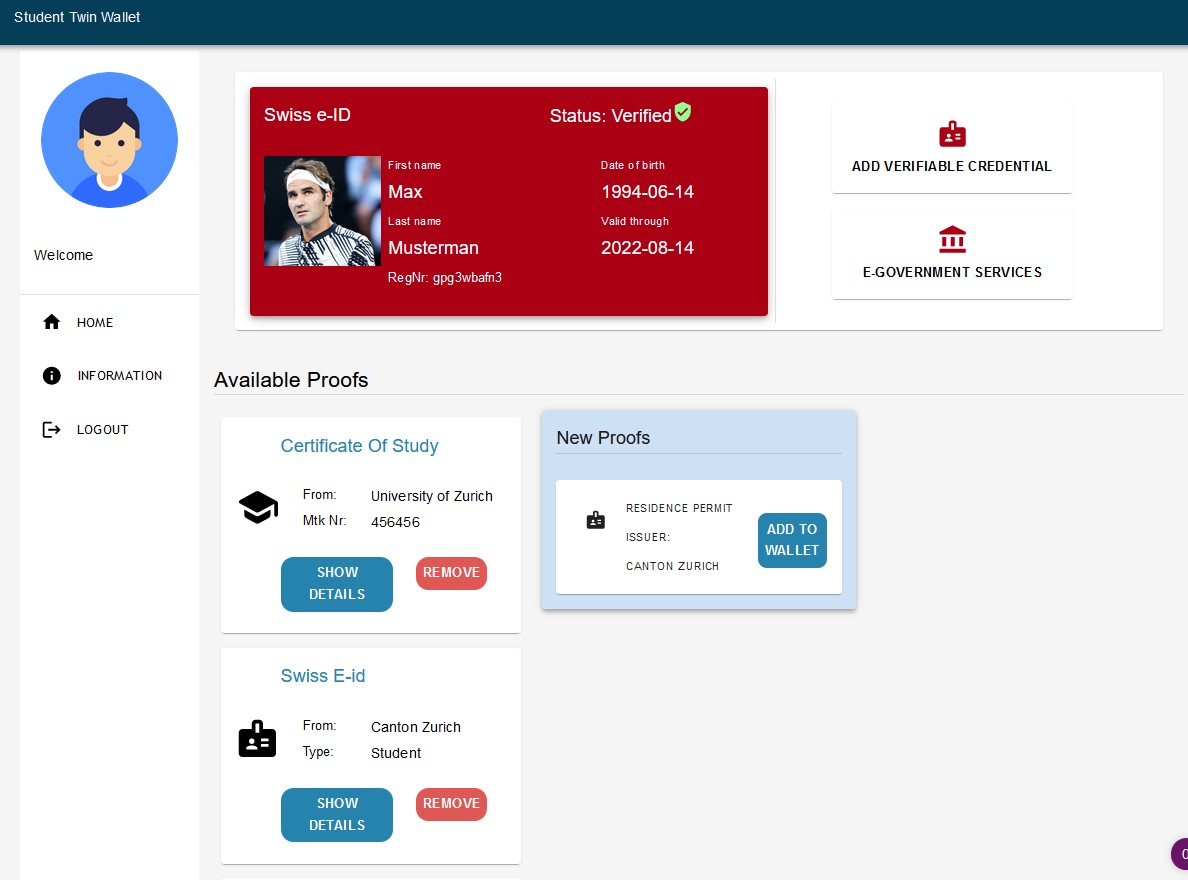 Student Twin Wallet
Welcome
HOME
INFORMATION
LOGOUT
Swiss e-ID
Status: Verified
First name
Date of birth
Max
1994-06-14
Last name
Valid through
Musterman
2022-08-14
RegNr: gpg3wbafn3
ADD VERIFIABLE CREDENTIAL
E-GOVERNMENT SERVICES
Available Proofs
Certificate Of Study
From:
University of Zurich
Mtk Nr:
456456
SHOW
DETAILS
REMOVE
New Proofs
RESIDENCE PERMIT
ISSUER:
CANTON ZURICH
ADD TO
WALLET
Swiss E-id
From:
Canton Zurich
Type:
Student
SHOW
DETAILS
REMOVE